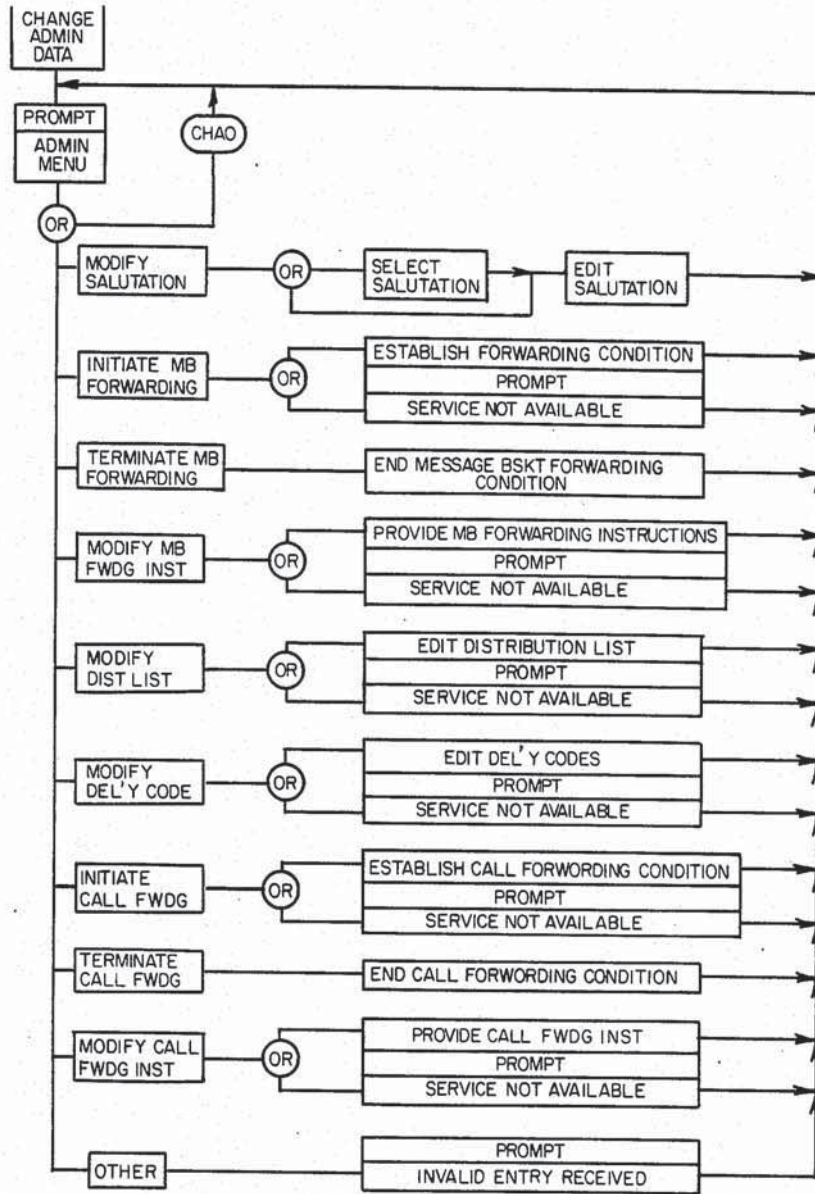 CHANGE
ADMIN
DATA
PROMPT
ADMIN
MENU
CHAO
OR
MODIFY
SALUTATION
OR
SELECT
SALUTATION
EDIT
SALUTATION
INITIATE MB
FORWARDING
OR
ESTABLISH FORWARDING CONDITION
PROMPT
SERVICE NOT AVAILABLE
TERMINATE MB
FORWARDING
END MESSAGE BSKT FORWARDING
CONDITION
MODIFY MB
FWDG INST
OR
PROVIDE MB FORWARDING INSTRUCTIONS
PROMPT
SERVICE NOT AVAILABLE
MODIFY
DIST LIST
OR
EDIT DISTRIBUTION LIST
PROMPT
SERVICE NOT AVAILABLE
MODIFY
DEL'Y CODE
OR
EDIT DEL'Y CODES
PROMPT
SERVICE NOT AVAILABLE
INITIATE
CALL FWDG
OR
ESTABLISH CALL FORWORDING CONDITION
PROMPT
SERVICE NOT AVAILABLE
TERMINATE
CALL FWDG
END CALL FORWORDING CONDITION
MODIFY CALL
FWDG INST
OR
PROVIDE CALL FWDG INST
PROMPT
SERVICE NOT AVAILABLE
OTHER
PROMPT
INVALID ENTRY RECEIVED